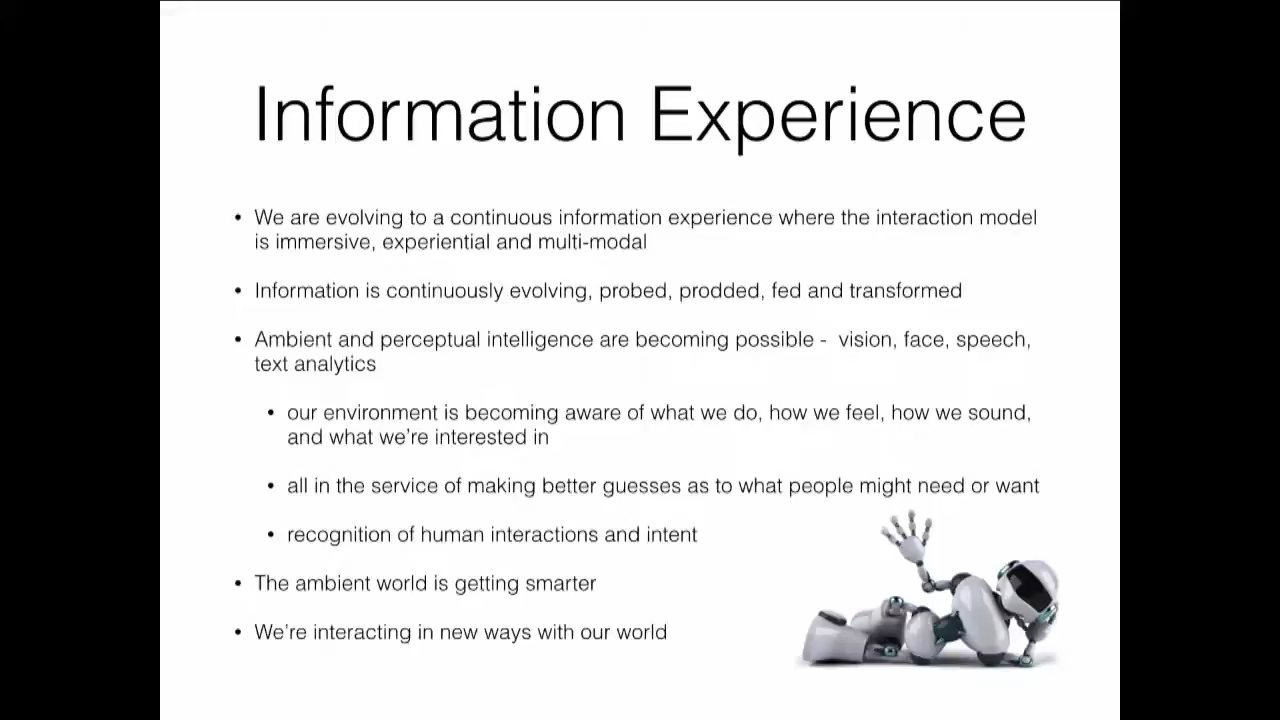 Information Experience
• We are evolving to a continuous information experience where the interaction model
is immersive, experiential and multi-modal
• Information is continuously evolving, probed, prodded, fed and transformed
• Ambient and perceptual intelligence are becoming possible -  vision, face, speech,
text analytics
• our environment is becoming aware of what we do, how we feel, how we sound,
and what we're interested in
• all in the service of making better guesses as to what people might need or want
• recognition of human interactions and intent
• The ambient world is getting smarter
• We're interacting in new ways with our world